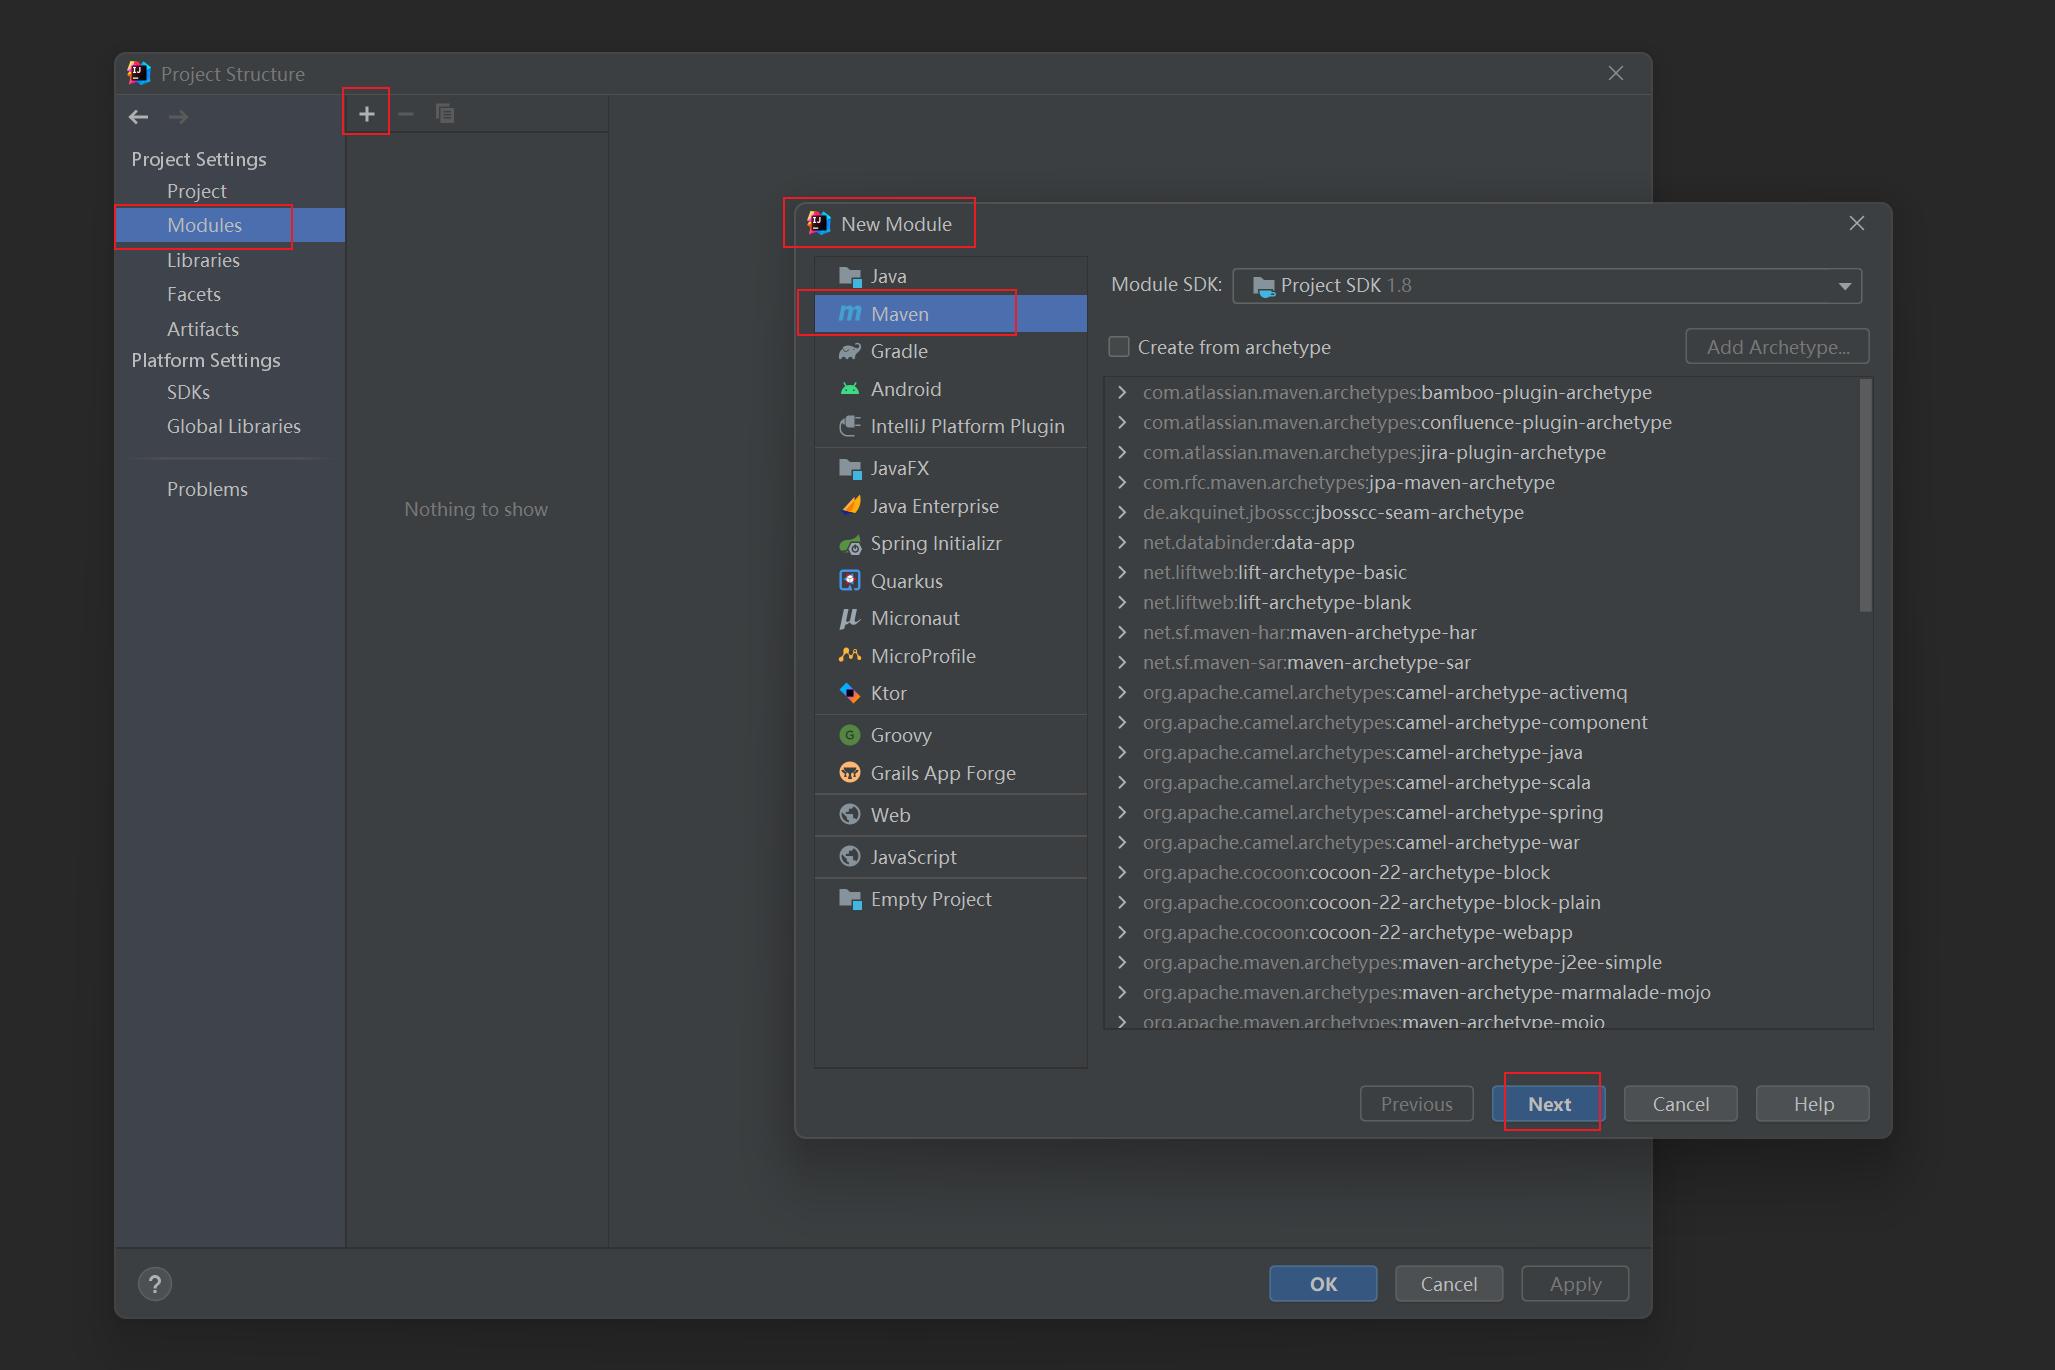 Project Structure
Project Settings
Project
Modules
Libraries
Facets
Artifacts
Platform Settings
SDKs
Global Libraries
Problems
Nothing to show
New Module
Java
Maven
Gradle
Android
IntelliJ Platform Plugin
JavaFX
Java Enterprise
Spring Initializr
Quarkus
Micronaut
MicroProfile
Ktor
Groovy
Grails App Forge
Web
JavaScript
Empty Project
Module SDK: Project SDK 1.8
Create from archetype Add Archetype...
com.atlassian.maven.archetypes:bamboo-plugin-archetype
com.atlassian.maven.archetypes:confluence-plugin-archetype
com.atlassian.maven.archetypes:jira-plugin-archetype
com.rfc.maven.archetypes:jpa-maven-archetype
de.akquinet.jbosscc:jbosscc-seam-archetype
net.databinder:data-app
net.liftweb:lift-archetype-basic
net.liftweb:lift-archetype-blank
net.sf.maven-har:maven-archetype-har
net.sf.maven-sar:maven-archetype-sar
org.apache.camel.archetypes:camel-archetype-activemq
org.apache.camel.archetypes:camel-archetype-component
org.apache.camel.archetypes:camel-archetype-java
org.apache.camel.archetypes:camel-archetype-scala
org.apache.camel.archetypes:camel-archetype-spring
org.apache.camel.archetypes:camel-archetype-war
org.apache.cocoon:cocoon-22-archetype-block
org.apache.cocoon:cocoon-22-archetype-block-plain
org.apache.cocoon:cocoon-22-archetype-webapp
org.apache.maven.archetypes:maven-archetype-j2ee-simple
org.apache.maven.archetypes:maven-archetype-marmalade-mojo
org.apache.maven.archetypes:maven-archetype-mojo
Previous Next Cancel Help
? OK Cancel Apply